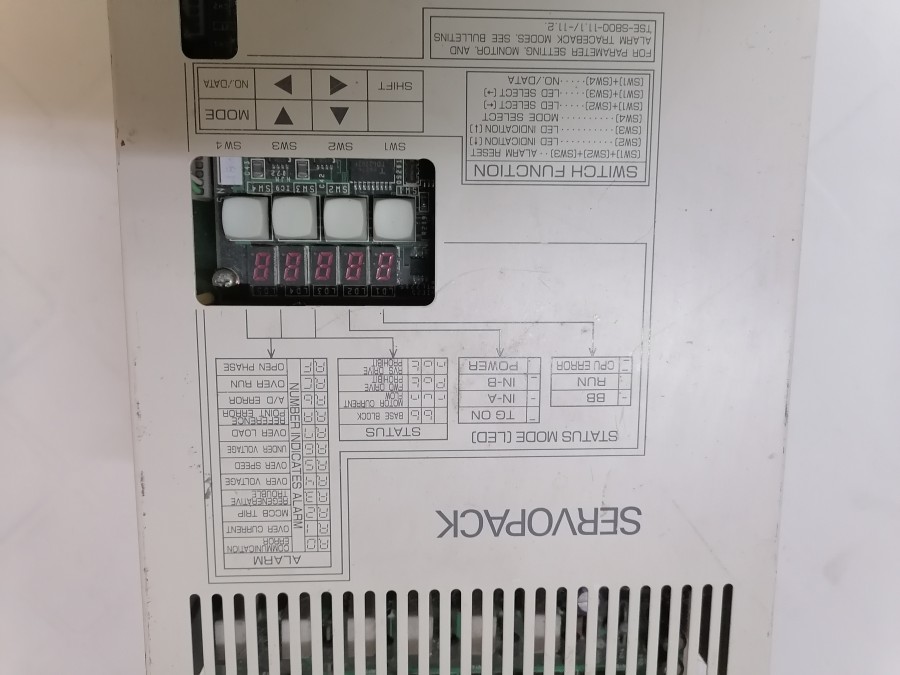 SERVOPACK
STATUS MODE (LED)
BB
RUN
CPU ERROR
TG ON
IN-A
IN-B
POWER
STATUS
BASE BLOCK
MOTOR CURRENT
FLOW
FWD DRIVE
PROHIBIT
RVS DRIVE
PROHIBIT
ALARM
NUMBER INDICATES ALARM
COMMUNICATION
ERROR
OVER CURRENT
MCCB TRIP
REGENERATIVE
TROUBLE
OVER VOLTAGE
OVER SPEED
UNDER VOLTAGE
OVER LOAD
REFERENCE
POINT ERROR
A/D ERROR
OVER RUN
OPEN PHASE
SW1 SW2 SW3 SW4
SWITCH FUNCTION
(SW1)+(SW2)+(SW3)···ALARM RESET
(SW2)·········LED INDICATION (↑)
(SW3)·········LED INDICATION (↓)
(SW4)·········MODE SELECT
(SW1)+(SW2)·····LED SELECT (←)
(SW1)+(SW3)·····LED SELECT (→)
(SW1)+(SW4)·····NO./DATA
MODE
SHIFT
NO./DATA
FOR PARAMETER SETTING, MONITOR, AND
ALARM TRACEBACK MODES, SEE BULLETINS
TSE-S800-11.1/-11.2.